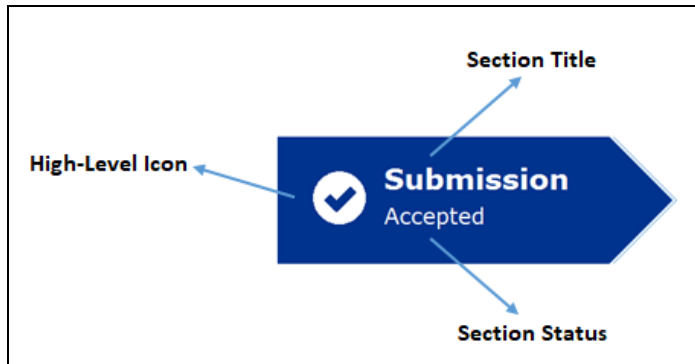 Section Title
High-Level Icon
Submission
Accepted
Section Status